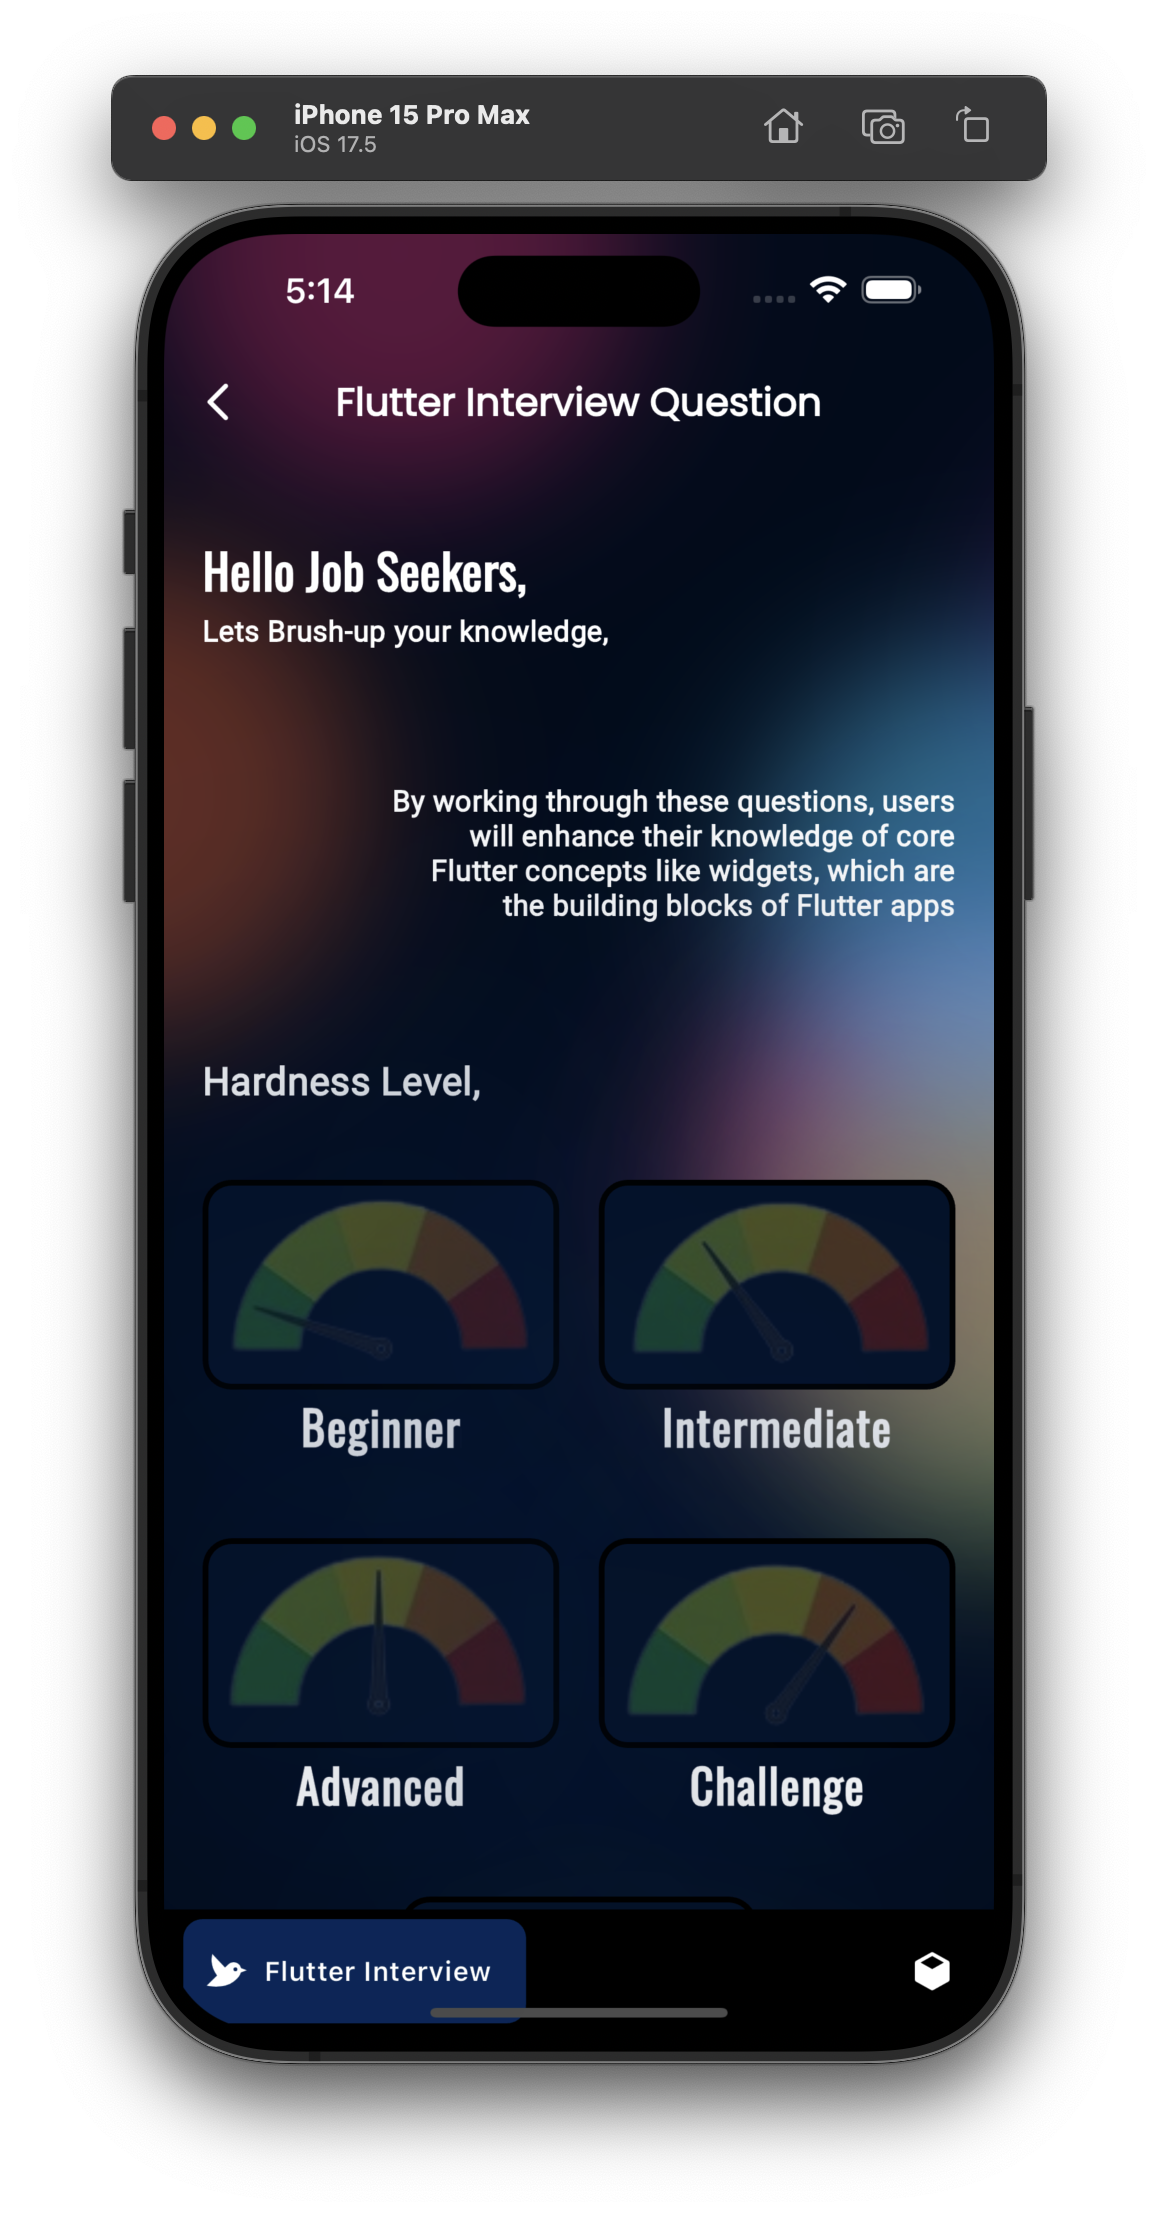 iPhone 15 Pro Max
iOS 17.5
5:14
Flutter Interview Question
Hello Job Seekers,
Lets Brush-up your knowledge,
By working through these questions, users
will enhance their knowledge of core
Flutter concepts like widgets, which are
the building blocks of Flutter apps
Hardness Level,
Beginner
Intermediate
Advanced
Challenge
Flutter Interview